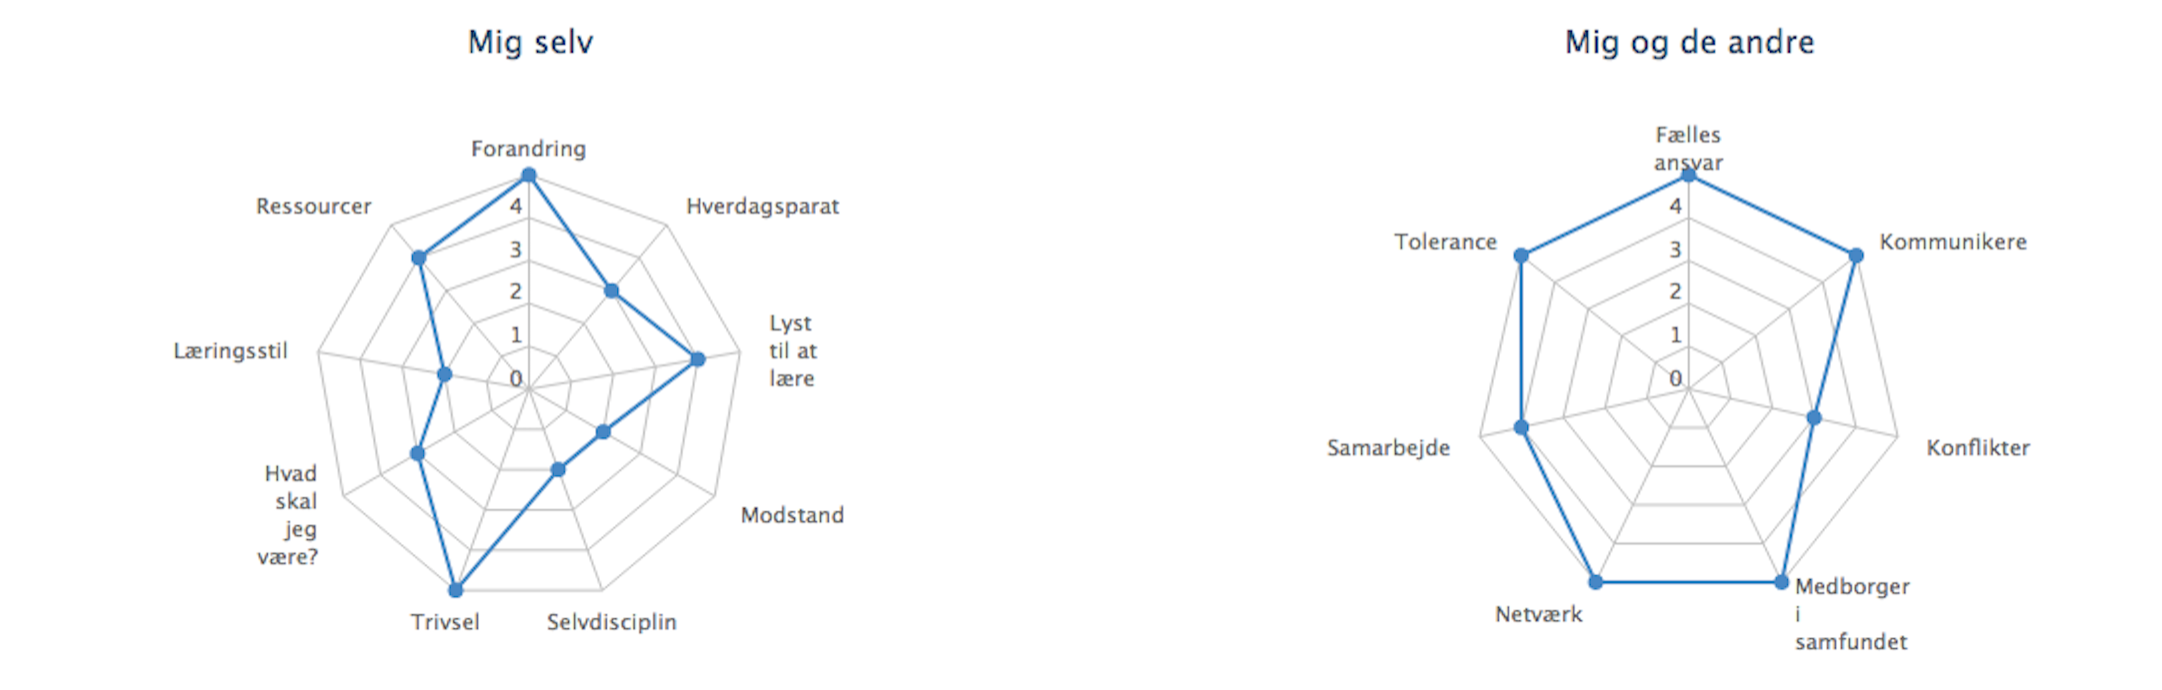 Mig selv
Forandring
Hverdagsparat
Lyst
til at
lære
Modstand
Selvdisciplin
Trivsel
Hvad
skal
jeg
være?
Læringsstil
Ressourcer
4
3
2
1
0
Mig og de andre
Fælles
ansvar
Kommunikere
Konflikter
Medborger
i
samfundet
Netværk
Samarbejde
Tolerance
4
3
2
1
0